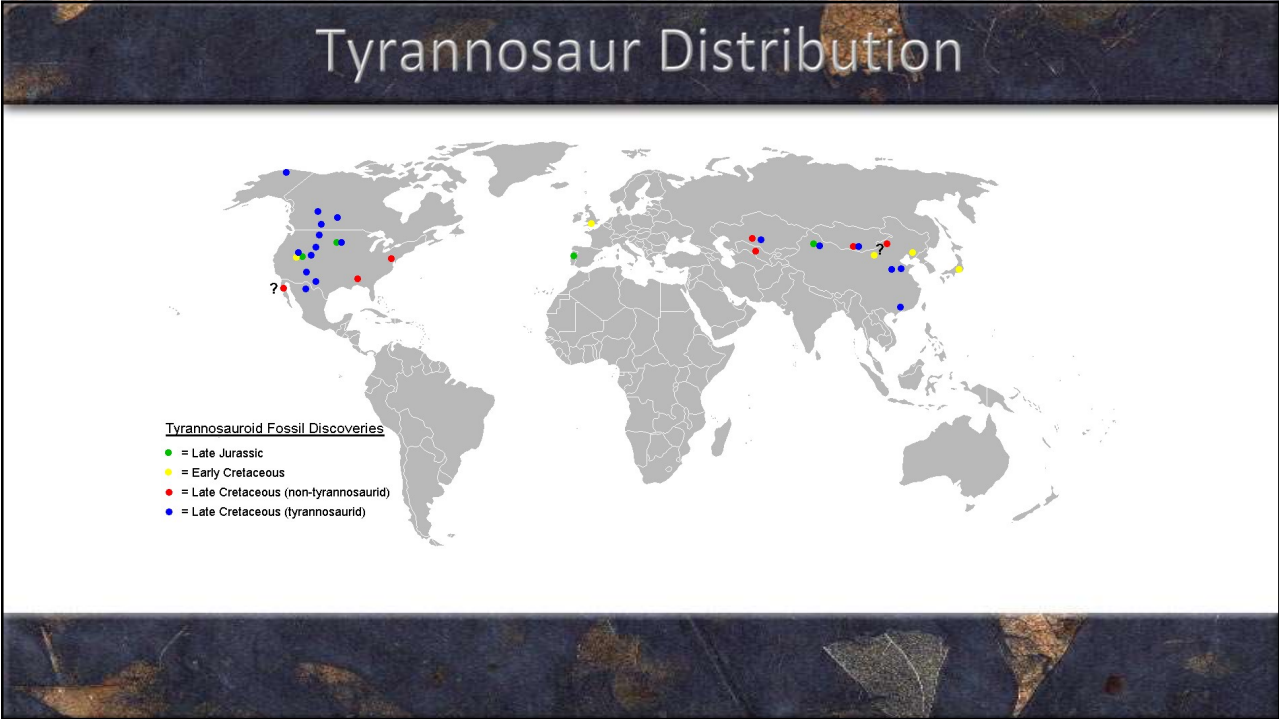 Tyrannosaur Distribution
?
?
Tyrannosauroid Fossil Discoveries
= Late Jurassic
= Early Cretaceous
= Late Cretaceous (non-tyrannosaurid)
= Late Cretaceous (tyrannosaurid)